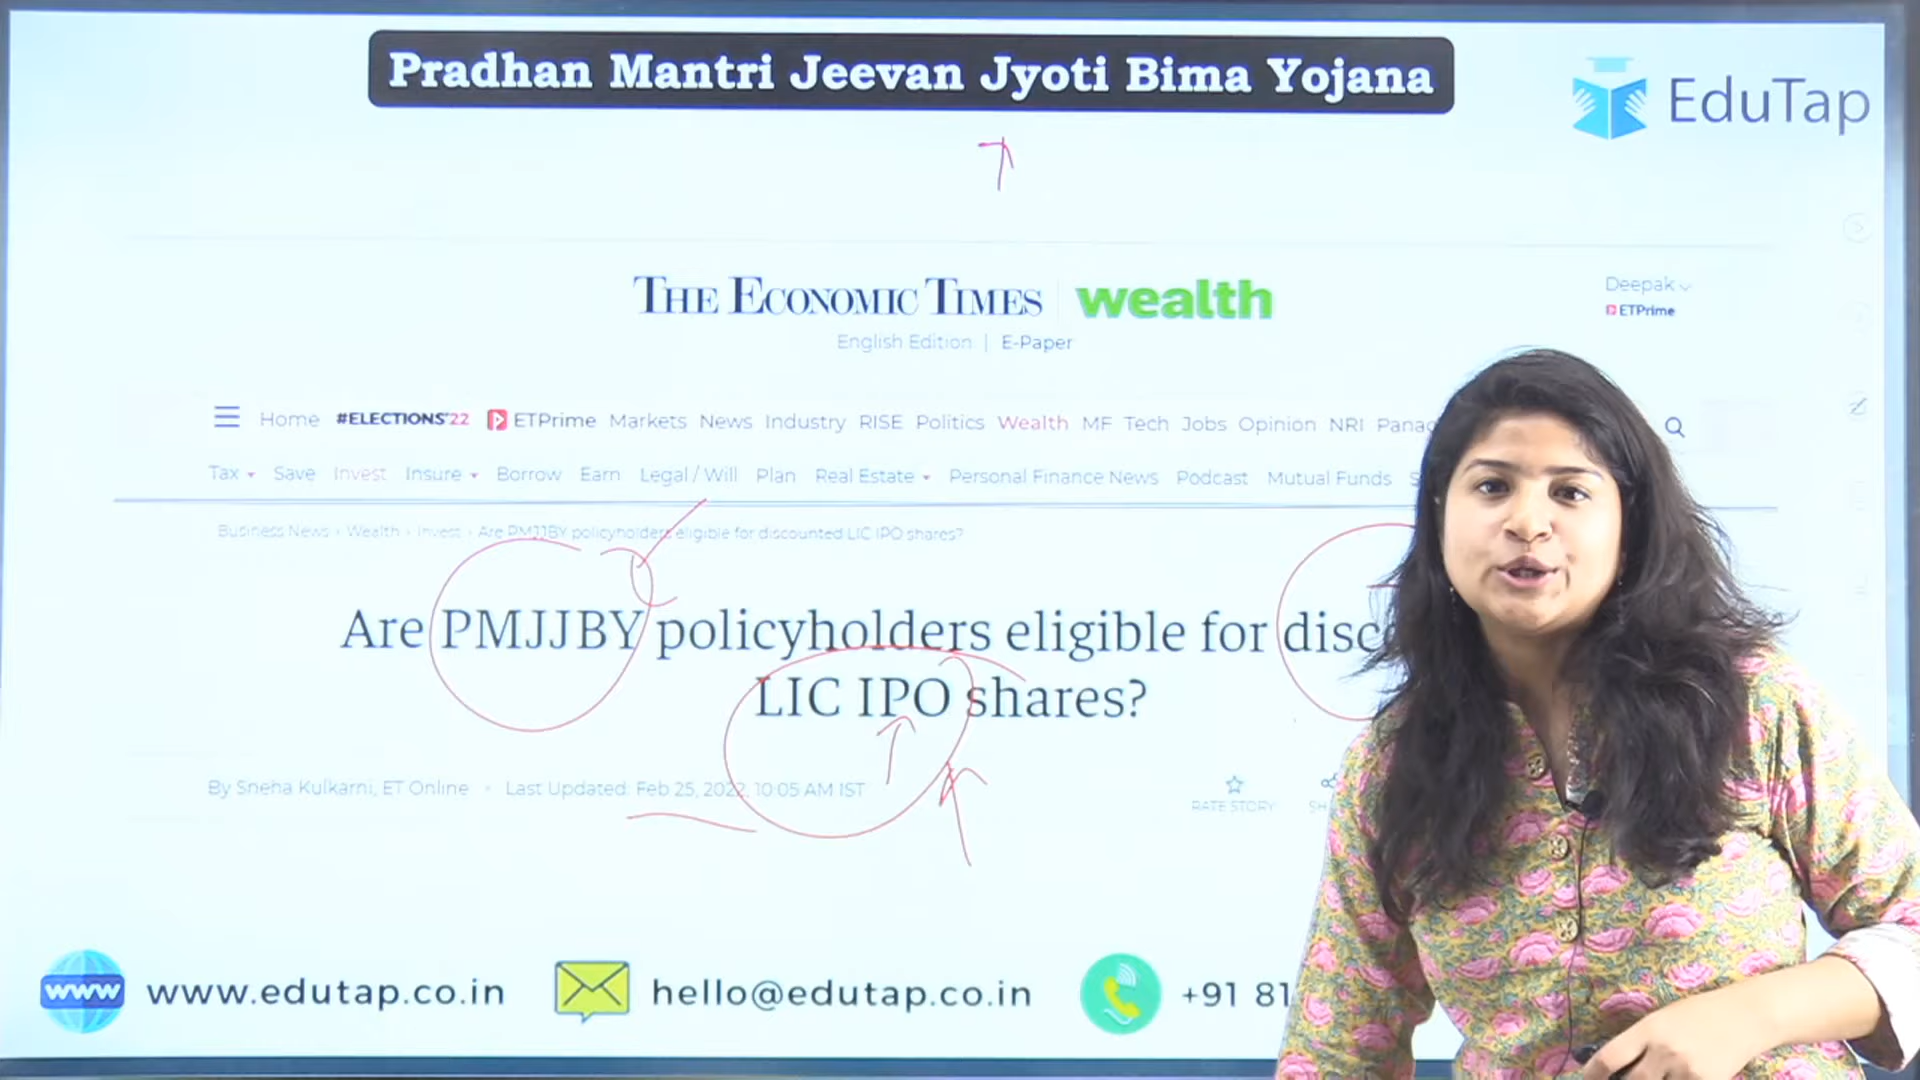 Pradhan Mantri Jeevan Jyoti Bima Yojana
EduTap
THE ECONOMIC TIMES | wealth
English Edition | E-Paper
Deepak
ETPrime
Home #ELECTIONS'22 ETPrime Markets News Industry RISE Politics Wealth MF Tech Jobs Opinion NRI
Tax Save Invest Insure Borrow Earn Legal / Will Plan Real Estate Personal Finance News Podcast Mutual Funds
Business News › Wealth › Invest › Are PMJJBY policyholders eligible for discounted LIC IPO shares?
Are PMJJBY policyholders eligible for
LIC IPO shares?
By Sneha Kulkarni, ET Online • Last Updated: Feb 25, 2022, 10:05 AM IST
RATE STORY
www www.edutap.co.in hello@edutap.co.in +91 81